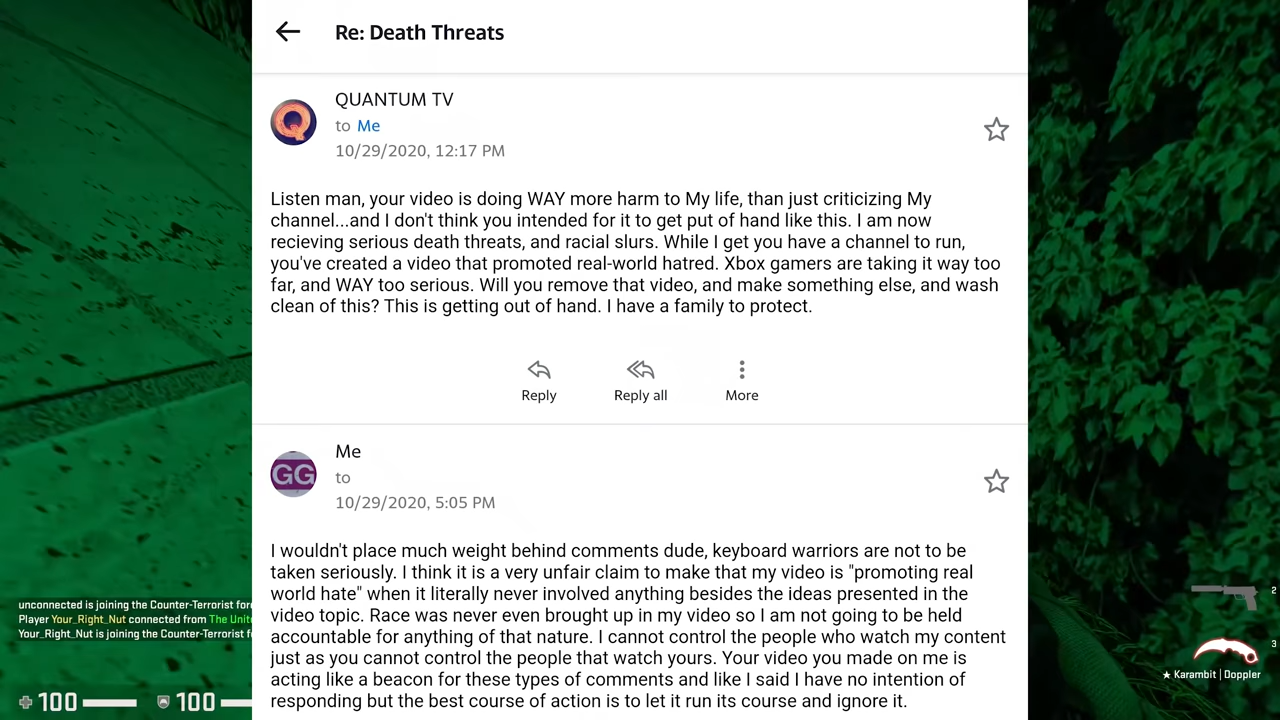 Re: Death Threats
Q
QUANTUM TV
to Me
10/29/2020, 12:17 PM
Listen man, your video is doing WAY more harm to My life, than just criticizing My
channel...and I don't think you intended for it to get put of hand like this. I am now
recieving serious death threats, and racial slurs. While I get you have a channel to run,
you've created a video that promoted real-world hatred. Xbox gamers are taking it way too
far, and WAY too serious. Will you remove that video, and make something else, and wash
clean of this? This is getting out of hand. I have a family to protect.
Reply
Reply all
More
GG
Me
to
10/29/2020, 5:05 PM
I wouldn't place much weight behind comments dude, keyboard warriors are not to be
taken seriously. I think it is a very unfair claim to make that my video is "promoting real
world hate" when it literally never involved anything besides the ideas presented in the
video topic. Race was never even brought up in my video so I am not going to be held
accountable for anything of that nature. I cannot control the people who watch my content
just as you cannot control the people that watch yours. Your video you made on me is
acting like a beacon for these types of comments and like I said I have no intention of
responding but the best course of action is to let it run its course and ignore it.
unconnected is joining the Counter-Terrorist for
Player Your_Right_Nut connected from The Unit
Your_Right_Nut is joining the Counter-Terrorist f
100
100
2
3
★ Karambit | Doppler